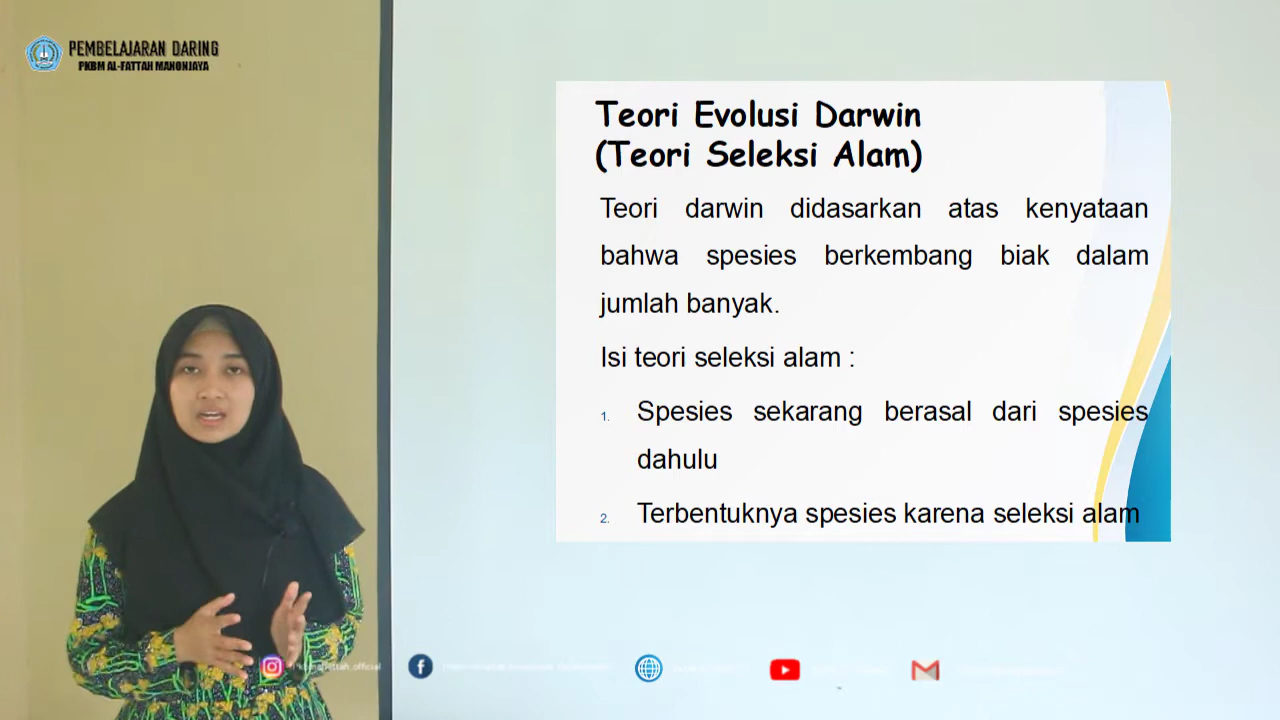 PEMBELAJARAN DARING
PKBM AL-FATTAH MANONJAYA
Teori Evolusi Darwin
(Teori Seleksi Alam)
Teori darwin didasarkan atas kenyataan
bahwa spesies berkembang biak dalam
jumlah banyak.
Isi teori seleksi alam :
1. Spesies sekarang berasal dari spesies
dahulu
2. Terbentuknya spesies karena seleksi alam